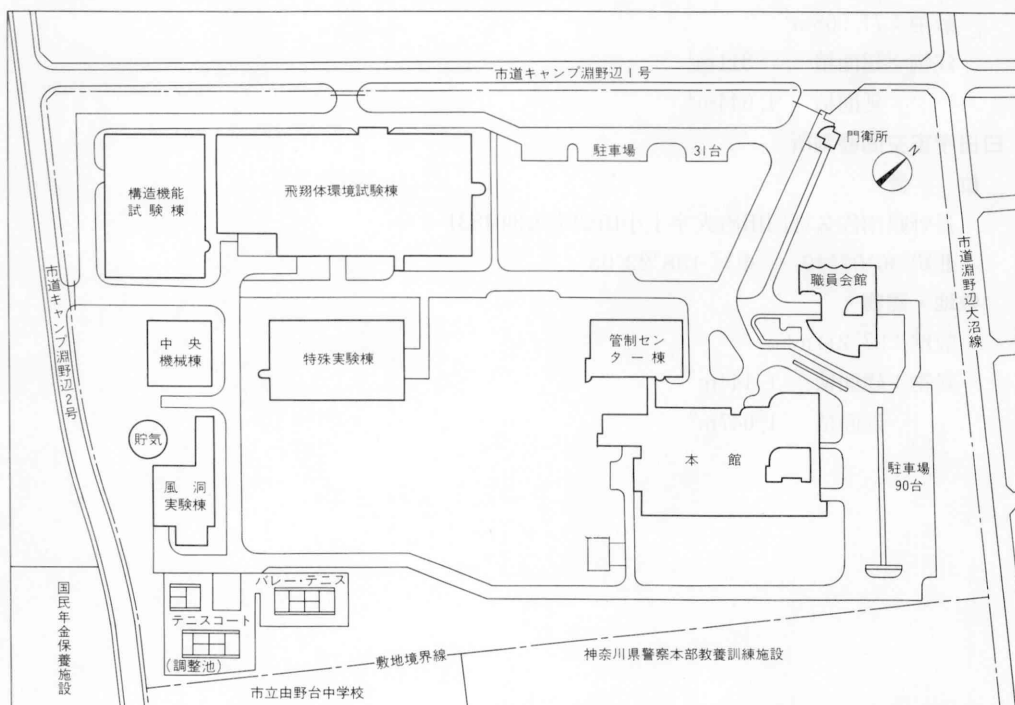 市道キャンプ淵野辺1号
門衛所
N
駐車場 31台
構造機能
試験棟
飛翔体環境試験棟
市道キャンプ淵野辺2号
市道淵野辺大沼線
職員会館
中央
機械棟
特殊実験棟
管制セン
ター棟
貯気
風洞
実験棟
本館
駐車場
90台
国民年金保養施設
バレー・テニス
テニスコート
(調整池)
敷地境界線
神奈川県警察本部教養訓練施設
市立由野台中学校